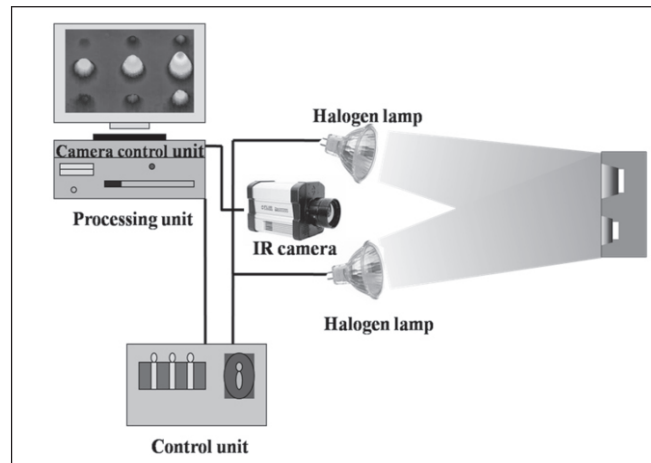 Halogen lamp
Camera control unit
Processing unit
IR camera
Halogen lamp
Control unit